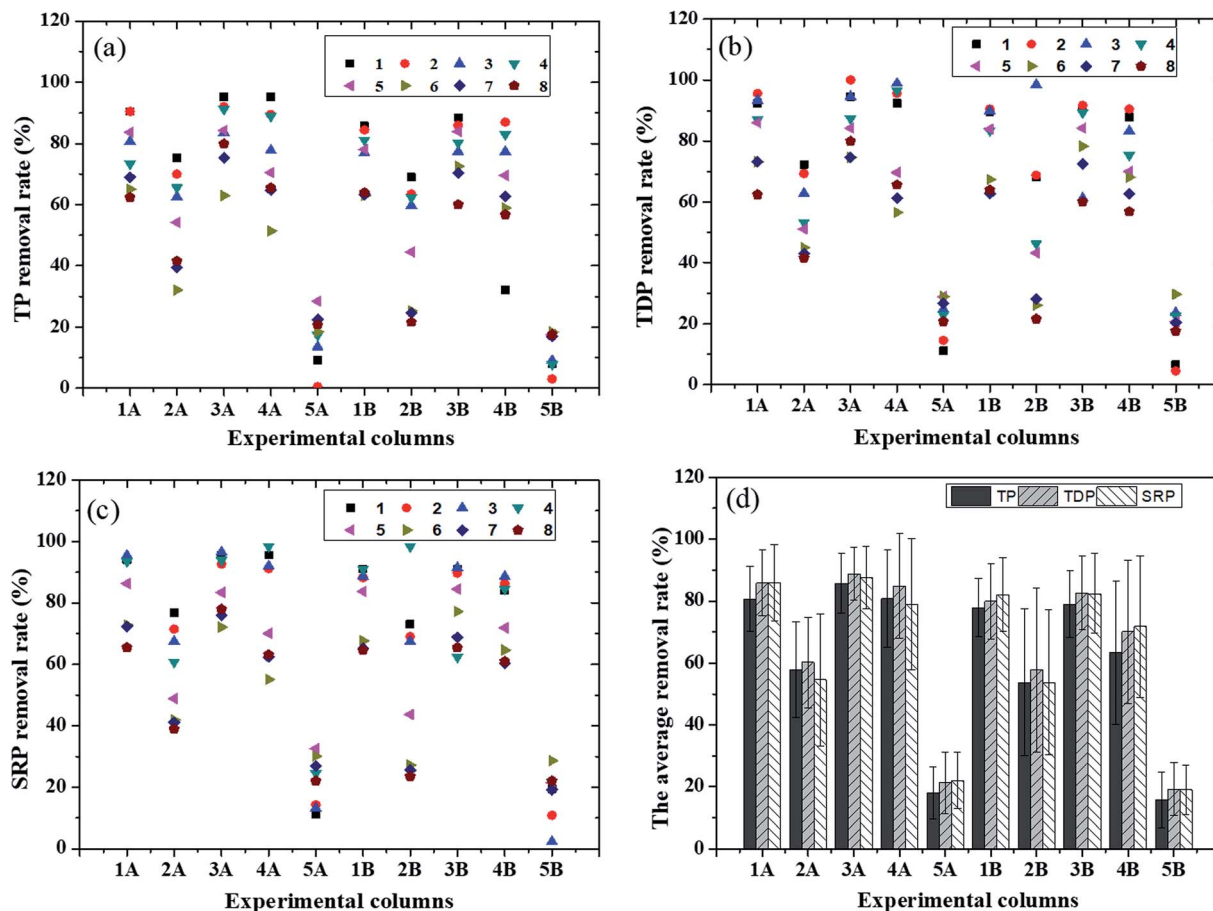 (a)
1 2 3 4
5 6 7 8
TP removal rate (%)
120
100
80
60
40
20
0
1A 2A 3A 4A 5A 1B 2B 3B 4B 5B
Experimental columns
(b)
1 2 3 4
5 6 7 8
TDP removal rate (%)
120
100
80
60
40
20
0
1A 2A 3A 4A 5A 1B 2B 3B 4B 5B
Experimental columns
(c)
1 2 3 4
5 6 7 8
SRP removal rate (%)
120
100
80
60
40
20
0
1A 2A 3A 4A 5A 1B 2B 3B 4B 5B
Experimental columns
(d)
TP TDP SRP
The average removal rate (%)
120
100
80
60
40
20
0
1A 2A 3A 4A 5A 1B 2B 3B 4B 5B
Experimental columns